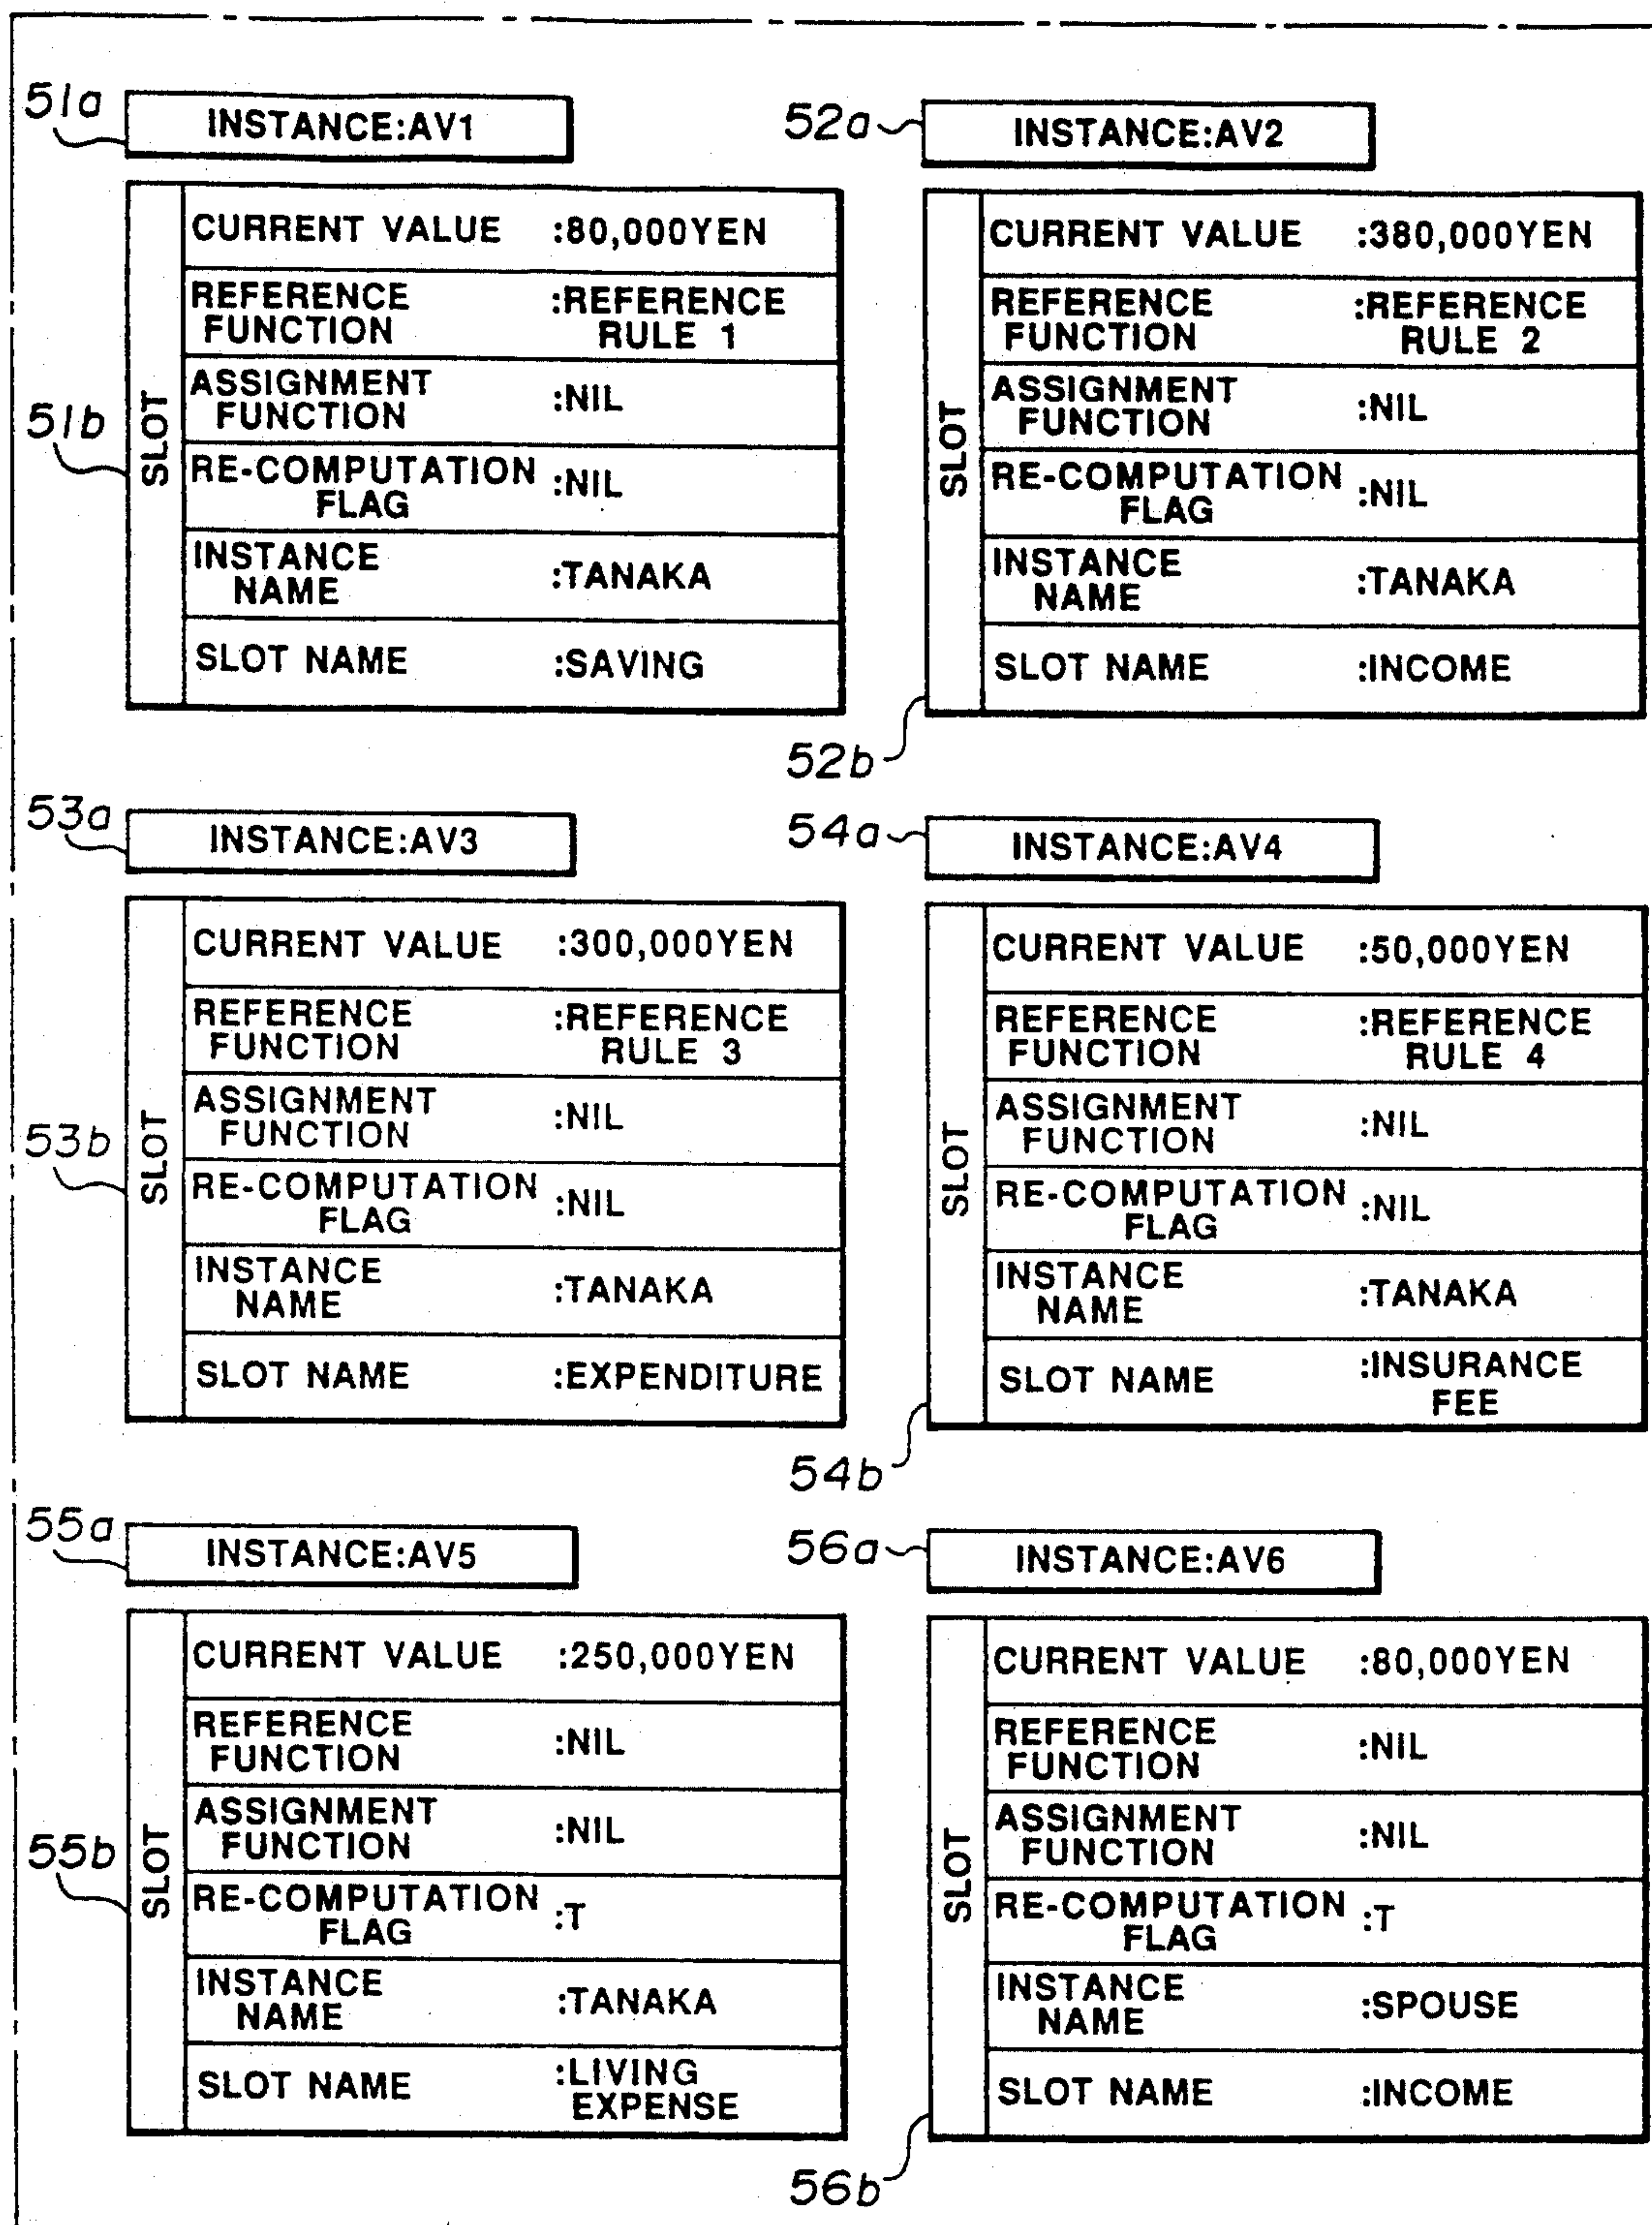 51a
INSTANCE:AV1
51b
SLOT
CURRENT VALUE :80,000YEN
REFERENCE FUNCTION :REFERENCE RULE 1
ASSIGNMENT FUNCTION :NIL
RE-COMPUTATION FLAG :NIL
INSTANCE NAME :TANAKA
SLOT NAME :SAVING
52a
INSTANCE:AV2
52b
SLOT
CURRENT VALUE :380,000YEN
REFERENCE FUNCTION :REFERENCE RULE 2
ASSIGNMENT FUNCTION :NIL
RE-COMPUTATION FLAG :NIL
INSTANCE NAME :TANAKA
SLOT NAME :INCOME
53a
INSTANCE:AV3
53b
SLOT
CURRENT VALUE :300,000YEN
REFERENCE FUNCTION :REFERENCE RULE 3
ASSIGNMENT FUNCTION :NIL
RE-COMPUTATION FLAG :NIL
INSTANCE NAME :TANAKA
SLOT NAME :EXPENDITURE
54a
INSTANCE:AV4
54b
SLOT
CURRENT VALUE :50,000YEN
REFERENCE FUNCTION :REFERENCE RULE 4
ASSIGNMENT FUNCTION :NIL
RE-COMPUTATION FLAG :NIL
INSTANCE NAME :TANAKA
SLOT NAME :INSURANCE FEE
55a
INSTANCE:AV5
55b
SLOT
CURRENT VALUE :250,000YEN
REFERENCE FUNCTION :NIL
ASSIGNMENT FUNCTION :NIL
RE-COMPUTATION FLAG :T
INSTANCE NAME :TANAKA
SLOT NAME :LIVING EXPENSE
56a
INSTANCE:AV6
56b
SLOT
CURRENT VALUE :80,000YEN
REFERENCE FUNCTION :NIL
ASSIGNMENT FUNCTION :NIL
RE-COMPUTATION FLAG :T
INSTANCE NAME :SPOUSE
SLOT NAME :INCOME